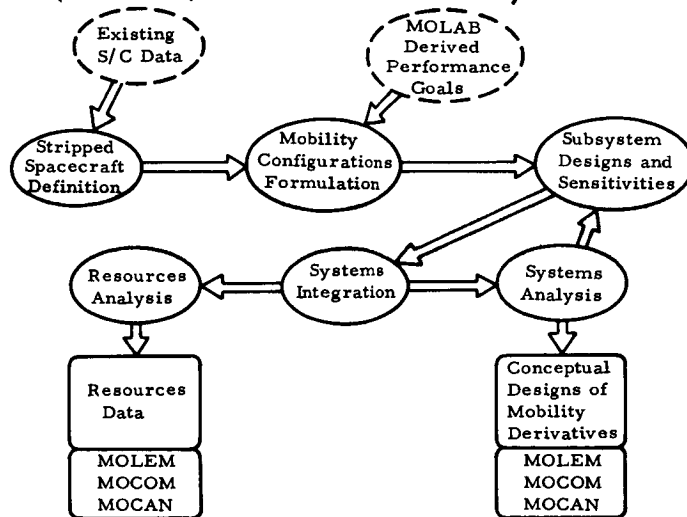 Existing
S/C Data
MOLAB
Derived
Performance
Goals
Stripped
Spacecraft
Definition
Mobility
Configurations
Formulation
Subsystem
Designs and
Sensitivities
Resources
Analysis
Systems
Integration
Systems
Analysis
Resources
Data
MOLEM
MOCOM
MOCAN
Conceptual
Designs of
Mobility
Derivatives
MOLEM
MOCOM
MOCAN